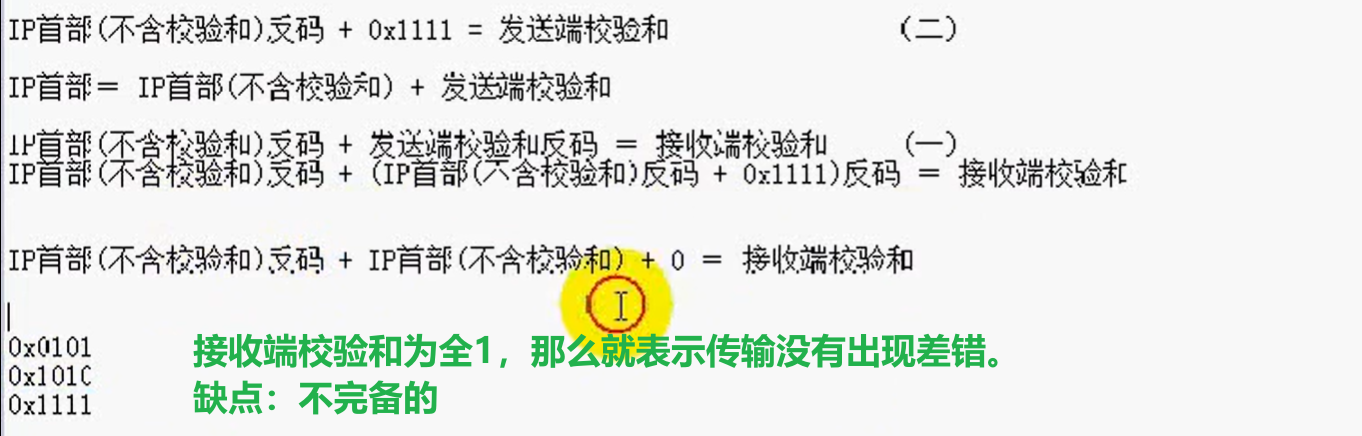 IP首部(不含校验和)反码 + 0x1111 = 发送端校验和 (二)
IP首部= IP首部(不含校验和) + 发送端校验和
IP首部(不含校验和)反码 + 发送端校验和反码 = 接收端校验和 (一)
IP首部(不含校验和)反码 + (IP首部(不含校验和)反码 + 0x1111)反码 = 接收端校验和
IP首部(不含校验和)反码 + IP首部(不含校验和) + 0 = 接收端校验和
0x0101
接收端校验和为全1，那么就表示传输没有出现差错。
0x1010
0x1111
缺点：不完备的